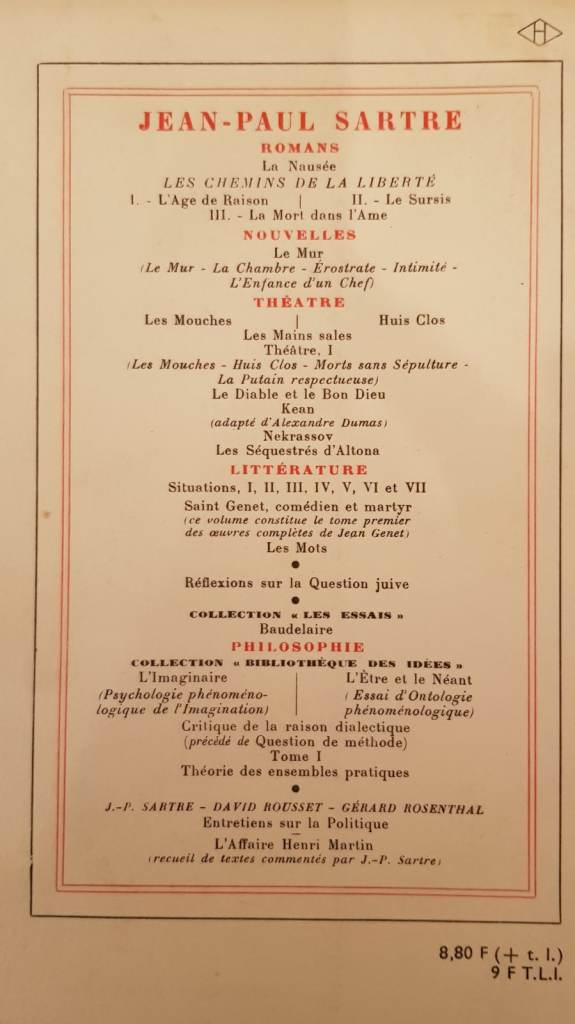 H
JEAN-PAUL SARTRE
ROMANS
La Nausée
LES CHEMINS DE LA LIBERTÉ
I. - L'Age de Raison | II. - Le Sursis
III. - La Mort dans l'Ame
NOUVELLES
Le Mur
(Le Mur - La Chambre - Érostrate - Intimité -
L'Enfance d'un Chef)
THÉATRE
Les Mouches | Huis Clos
Les Mains sales
Théâtre, I
(Les Mouches - Huis Clos - Morts sans Sépulture -
La Putain respectueuse)
Le Diable et le Bon Dieu
Kean
(adapté d'Alexandre Dumas)
Nekrassov
Les Séquestrés d'Altona
LITTÉRATURE
Situations, I, II, III, IV, V, VI et VII
Saint Genet, comédien et martyr
(ce volume constitue le tome premier
des œuvres complètes de Jean Genet)
Les Mots
●
Réflexions sur la Question juive
●
COLLECTION « LES ESSAIS »
Baudelaire
PHILOSOPHIE
COLLECTION « BIBLIOTHÈQUE DES IDÉES »
L'Imaginaire
(Psychologie phénoméno-
logique de l'Imagination)
L'Être et le Néant
(Essai d'Ontologie
phénoménologique)
Critique de la raison dialectique
(précédé de Question de méthode)
Tome I
Théorie des ensembles pratiques
●
J.-P. SARTRE - DAVID ROUSSET - GÉRARD ROSENTHAL
Entretiens sur la Politique
—
L'Affaire Henri Martin
(recueil de textes commentés par J.-P. Sartre)
8,80 F (+ t. l.)
9 F T.L.I.